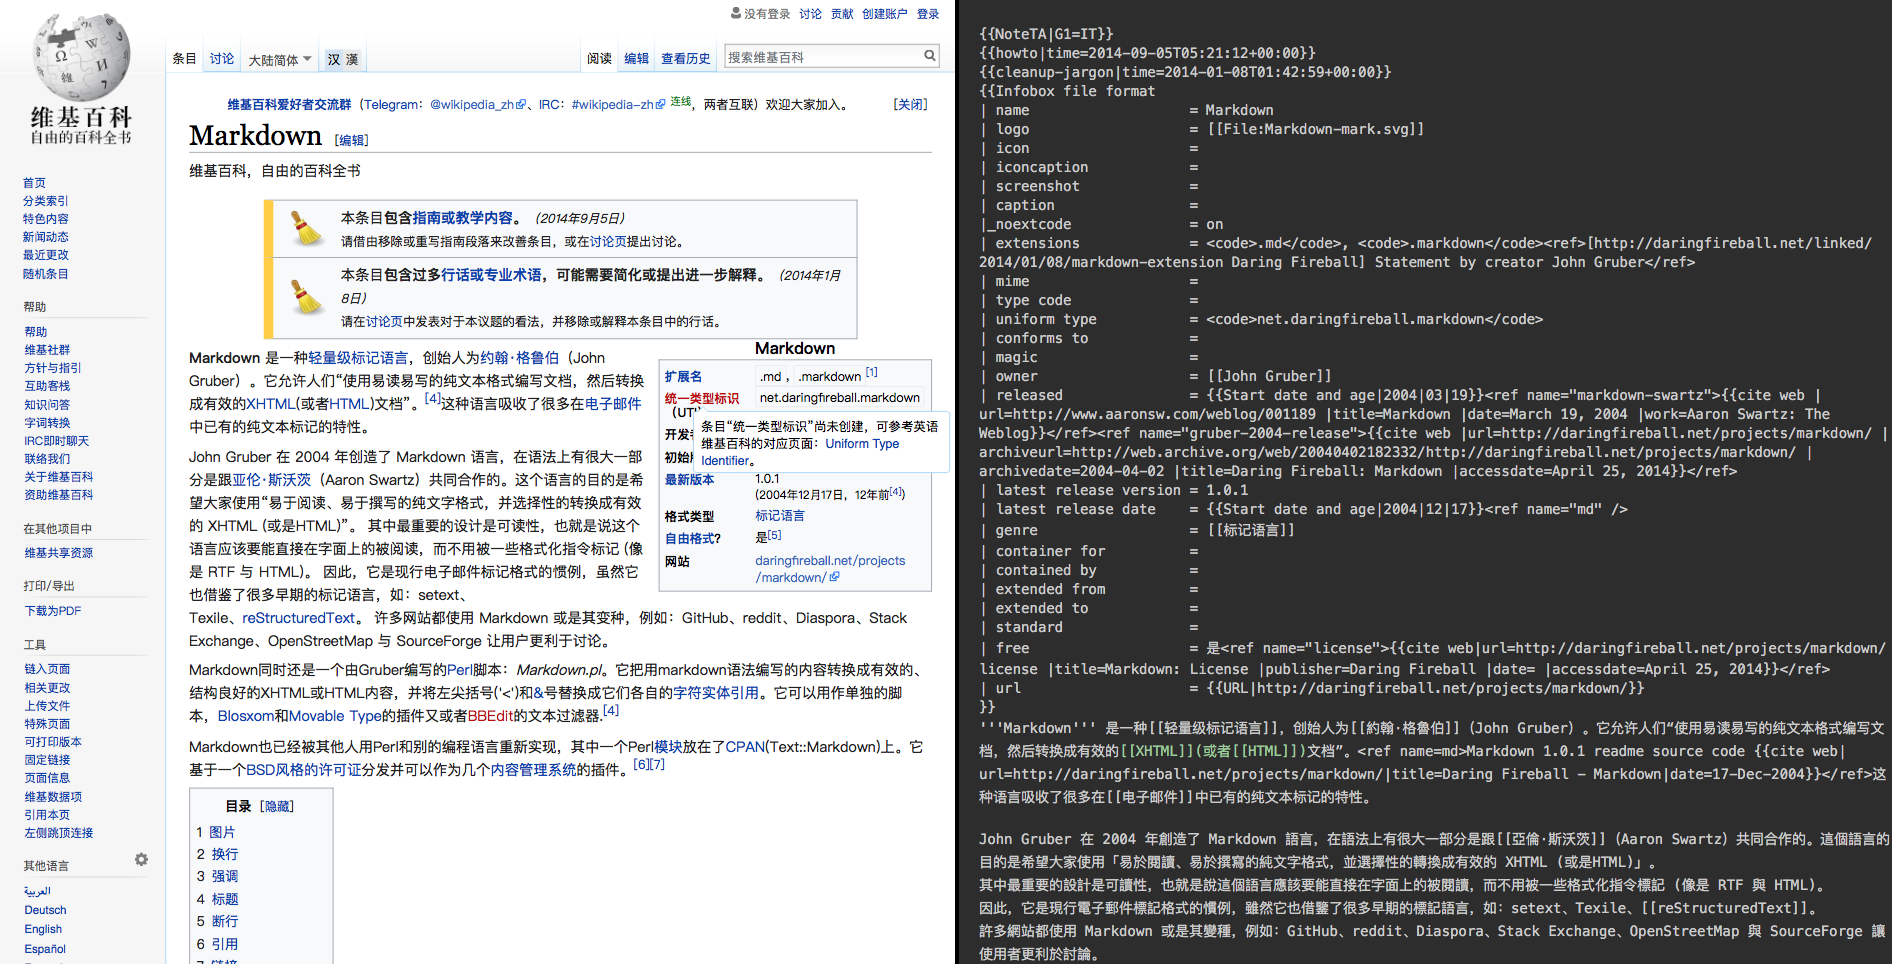 维基百科
自由的百科全书
首页
分类索引
特色内容
新闻动态
最近更改
随机条目
帮助
帮助
维基社群
方针与指引
互助客栈
知识问答
字词转换
IRC即时聊天
联络我们
关于维基百科
资助维基百科
在其他项目中
维基共享资源
打印/导出
下载为PDF
工具
链入页面
相关更改
上传文件
特殊页面
可打印版本
固定链接
页面信息
维基数据项
引用本页
左侧跳顶连接
其他语言
العربية
Deutsch
English
Español
没有登录 讨论 贡献 创建账户 登录
条目 讨论 大陆简体 汉 漢 阅读 编辑 查看历史 搜索维基百科
维基百科爱好者交流群（Telegram：@wikipedia_zh、IRC：#wikipedia-zh 连线，两者互联）欢迎大家加入。 [关闭]
Markdown [编辑]
维基百科，自由的百科全书
本条目包含指南或教学内容。 (2014年9月5日)
请借由移除或重写指南段落来改善条目，或在讨论页提出讨论。
本条目包含过多行话或专业术语，可能需要简化或提出进一步解释。 (2014年1月
8日)
请在讨论页中发表对于本议题的看法，并移除或解释本条目中的行话。
Markdown 是一种轻量级标记语言，创始人为约翰·格鲁伯（John
Gruber）。它允许人们“使用易读易写的纯文本格式编写文档，然后转换
成有效的XHTML(或者HTML)文档”。[4]这种语言吸收了很多在电子邮件
中已有的纯文本标记的特性。
John Gruber 在 2004 年创造了 Markdown 语言，在语法上有很大一部
分是跟亚伦·斯沃茨（Aaron Swartz）共同合作的。这个语言的目的是希
望大家使用“易于阅读、易于撰写的纯文字格式，并选择性的转换成有效
的 XHTML (或是HTML)”。 其中最重要的设计是可读性，也就是说这个
语言应该要能直接在字面上的被阅读，而不用被一些格式化指令标记 (像
是 RTF 与 HTML)。 因此，它是现行电子邮件标记格式的惯例，虽然它
也借鉴了很多早期的标记语言，如：setext、
Texile、reStructuredText。 许多网站都使用 Markdown 或是其变种，例如：GitHub、reddit、Diaspora、Stack
Exchange、OpenStreetMap 与 SourceForge 让用户更利于讨论。
Markdown同时还是一个由Gruber编写的Perl脚本：Markdown.pl。它把用markdown语法编写的内容转换成有效的、
结构良好的XHTML或HTML内容，并将左尖括号('<')和&号替换成它们各自的字符实体引用。它可以用作单独的脚
本，Blosxom和Movable Type的插件又或者BBEdit的文本过滤器.[4]
Markdown也已经被其他人用Perl和别的编程语言重新实现，其中一个Perl模块放在了CPAN(Text::Markdown)上。它
基于一个BSD风格的许可证分发并可以作为几个内容管理系统的插件。[6][7]
目录 [隐藏]
1 图片
2 换行
3 强调
4 标题
5 断行
6 引用
Markdown
扩展名 .md，.markdown [1]
统一类型标识 net.daringfireball.markdown
（UTI
开发
初始
条目“统一类型标识”尚未创建，可参考英语
维基百科的对应页面：Uniform Type
Identifier。
最新版本 1.0.1
(2004年12月17日，12年前[4])
格式类型 标记语言
自由格式? 是[5]
网站 daringfireball.net/projects
/markdown/
{{NoteTA|G1=IT}}
{{howto|time=2014-09-05T05:21:12+00:00}}
{{cleanup-jargon|time=2014-01-08T01:42:59+00:00}}
{{Infobox file format
| name = Markdown
| logo = [[File:Markdown-mark.svg]]
| icon =
| iconcaption =
| screenshot =
| caption =
|_noextcode = on
| extensions = <code>.md</code>, <code>.markdown</code><ref>[http://daringfireball.net/linked/
2014/01/08/markdown-extension Daring Fireball] Statement by creator John Gruber</ref>
| mime =
| type code =
| uniform type = <code>net.daringfireball.markdown</code>
| conforms to =
| magic =
| owner = [[John Gruber]]
| released = {{Start date and age|2004|03|19}}<ref name="markdown-swartz">{{cite web |
url=http://www.aaronsw.com/weblog/001189 |title=Markdown |date=March 19, 2004 |work=Aaron Swartz: The
Weblog}}</ref><ref name="gruber-2004-release">{{cite web |url=http://daringfireball.net/projects/markdown/ |
archiveurl=http://web.archive.org/web/20040402182332/http://daringfireball.net/projects/markdown/ |
archivedate=2004-04-02 |title=Daring Fireball: Markdown |accessdate=April 25, 2014}}</ref>
| latest release version = 1.0.1
| latest release date = {{Start date and age|2004|12|17}}<ref name="md" />
| genre = [[标记语言]]
| container for =
| contained by =
| extended from =
| extended to =
| standard =
| free = 是<ref name="license">{{cite web|url=http://daringfireball.net/projects/markdown/
license |title=Markdown: License |publisher=Daring Fireball |date= |accessdate=April 25, 2014}}</ref>
| url = {{URL|http://daringfireball.net/projects/markdown/}}
}}
'''Markdown''' 是一种[[轻量级标记语言]]，创始人为[[約翰·格魯伯]]（John Gruber）。它允许人们“使用易读易写的纯文本格式编写文
档，然后转换成有效的[[XHTML]](或者[[HTML]])文档”。<ref name=md>Markdown 1.0.1 readme source code {{cite web|
url=http://daringfireball.net/projects/markdown/|title=Daring Fireball - Markdown|date=17-Dec-2004}}</ref>这
种语言吸收了很多在[[电子邮件]]中已有的纯文本标记的特性。
John Gruber 在 2004 年創造了 Markdown 語言，在語法上有很大一部分是跟[[亞倫·斯沃茨]]（Aaron Swartz）共同合作的。這個語言的
目的是希望大家使用「易於閱讀、易於撰寫的純文字格式，並選擇性的轉換成有效的 XHTML (或是HTML)」。
其中最重要的設計是可讀性，也就是說這個語言應該要能直接在字面上的被閱讀，而不用被一些格式化指令標記 (像是 RTF 與 HTML)。
因此，它是現行電子郵件標記格式的慣例，雖然它也借鑒了很多早期的標記語言，如：setext、Texile、[[reStructuredText]]。
許多網站都使用 Markdown 或是其變種，例如：GitHub、reddit、Diaspora、Stack Exchange、OpenStreetMap 與 SourceForge 讓
使用者更利於討論。